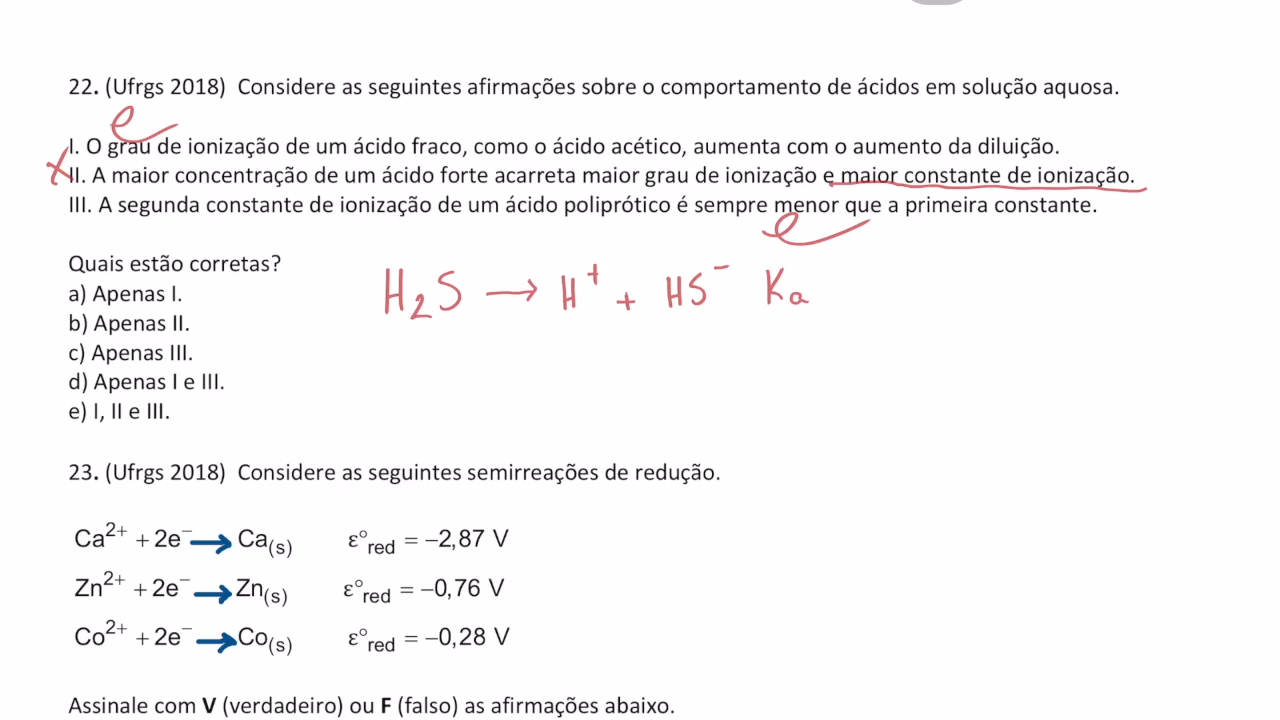 22. (Ufrgs 2018) Considere as seguintes afirmações sobre o comportamento de ácidos em solução aquosa.
I. O grau de ionização de um ácido fraco, como o ácido acético, aumenta com o aumento da diluição.
II. A maior concentração de um ácido forte acarreta maior grau de ionização e maior constante de ionização.
III. A segunda constante de ionização de um ácido poliprótico é sempre menor que a primeira constante.
Quais estão corretas?
H₂S → H⁺ + HS⁻ Ka
a) Apenas I.
b) Apenas II.
c) Apenas III.
d) Apenas I e III.
e) I, II e III.
23. (Ufrgs 2018) Considere as seguintes semirreações de redução.
Ca²⁺ + 2e⁻ → Ca(s) ε°red = −2,87 V
Zn²⁺ + 2e⁻ → Zn(s) ε°red = −0,76 V
Co²⁺ + 2e⁻ → Co(s) ε°red = −0,28 V
Assinale com V (verdadeiro) ou F (falso) as afirmações abaixo.